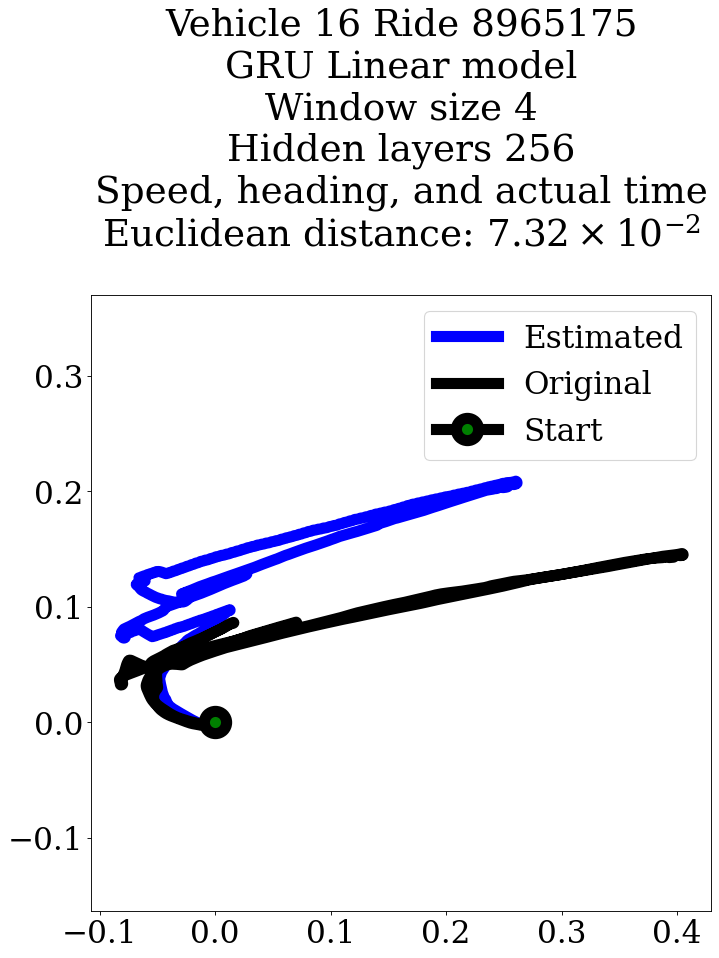 Vehicle 16 Ride 8965175
GRU Linear model
Window size 4
Hidden layers 256
Speed, heading, and actual time
Euclidean distance: 7.32 × 10⁻²
Estimated
Original
Start
0.3
0.2
0.1
0.0
−0.1
−0.1 0.0 0.1 0.2 0.3 0.4